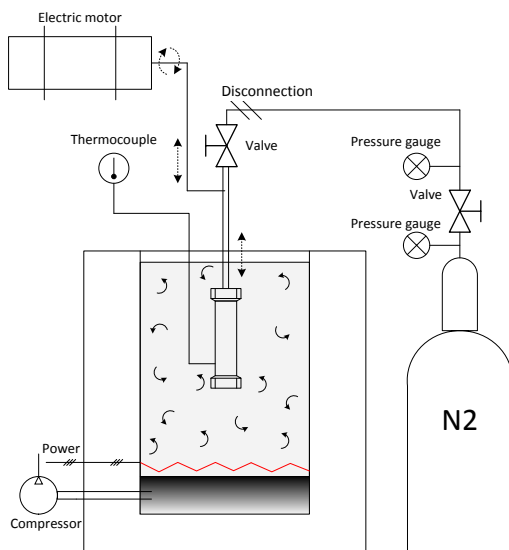 Electric motor
Disconnection
Thermocouple
Valve
Pressure gauge
Valve
Pressure gauge
N2
Power
Compressor